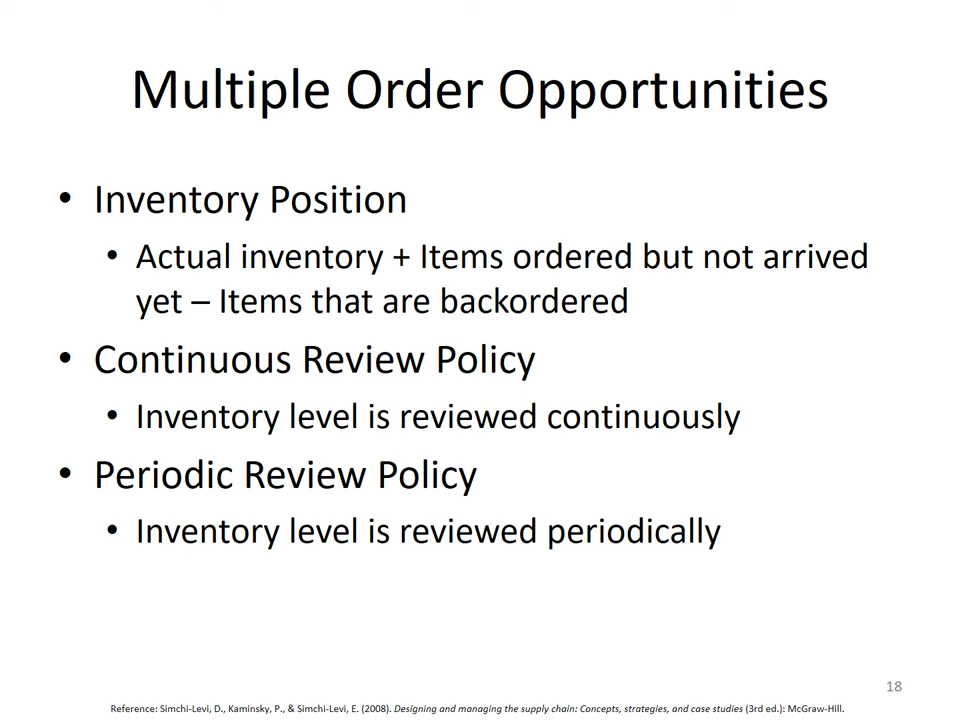 Multiple Order Opportunities
• Inventory Position
• Actual inventory + Items ordered but not arrived
yet – Items that are backordered
• Continuous Review Policy
• Inventory level is reviewed continuously
• Periodic Review Policy
• Inventory level is reviewed periodically
18
Reference: Simchi-Levi, D., Kaminsky, P., & Simchi-Levi, E. (2008). Designing and managing the supply chain: Concepts, strategies, and case studies (3rd ed.): McGraw-Hill.